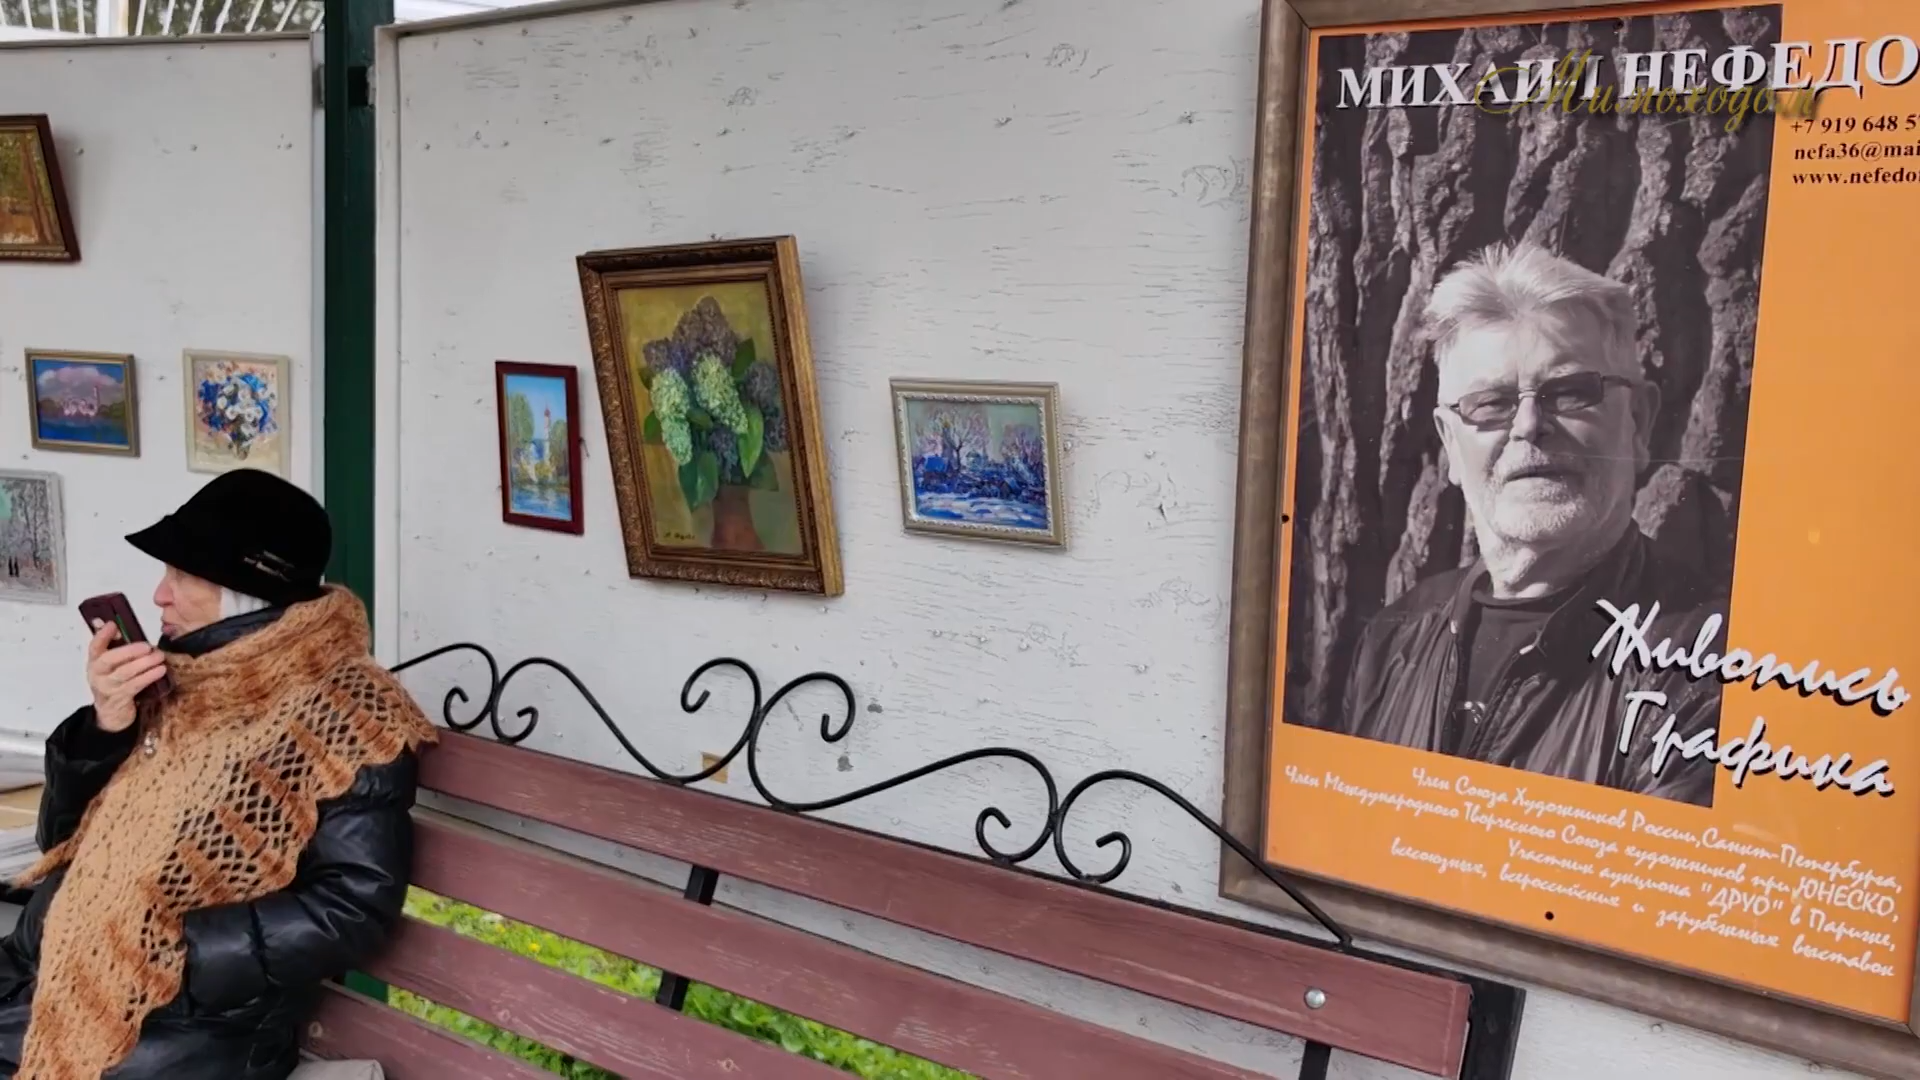 МИХАИЛ НЕФЕДО
Мимоходом
+7 919 648 5
nefa36@mai
www.nefedo
Живопись
Графика
Член Союза Художников России, Санкт-Петербурга,
Член Международного Творческого Союза художников при ЮНЕСКО,
Участник аукциона "ДРУО" в Париже,
всесоюзных, всероссийских и зарубежных выставок